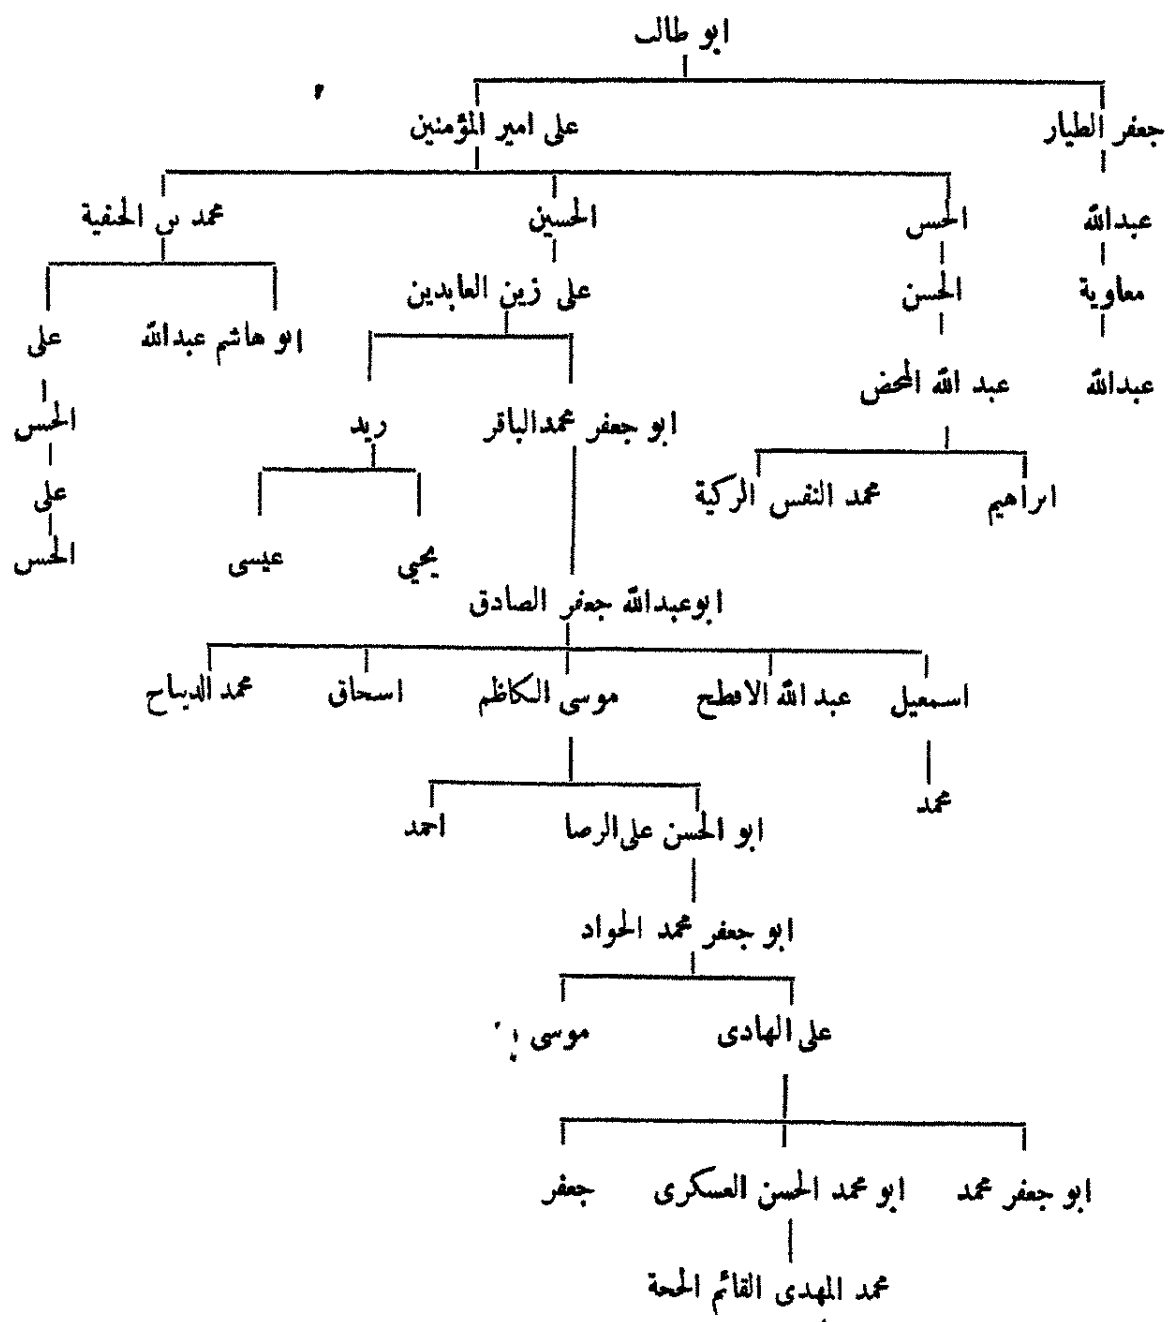 ابو طالب
جعفر الطيار
على امير المؤمنين
عبدالله
الحسن
الحسين
محمد بن الحنفية
معاوية
الحسن
على زين العابدين
ابو هاشم عبدالله
على
عبدالله
عبد الله المحض
ابو جعفر محمدالباقر
زيد
الحسن
ابراهيم
محمد النفس الزكية
على
يحيى
عيسى
الحسن
ابوعبدالله جعفر الصادق
اسمعيل
عبد الله الافطح
موسى الكاظم
اسحاق
محمد الديباح
محمد
ابو الحسن على الرضا
احمد
ابو جعفر محمد الجواد
على الهادى
موسى
ابو جعفر محمد
ابو محمد الحسن العسكرى
جعفر
محمد المهدى القائم الحجة